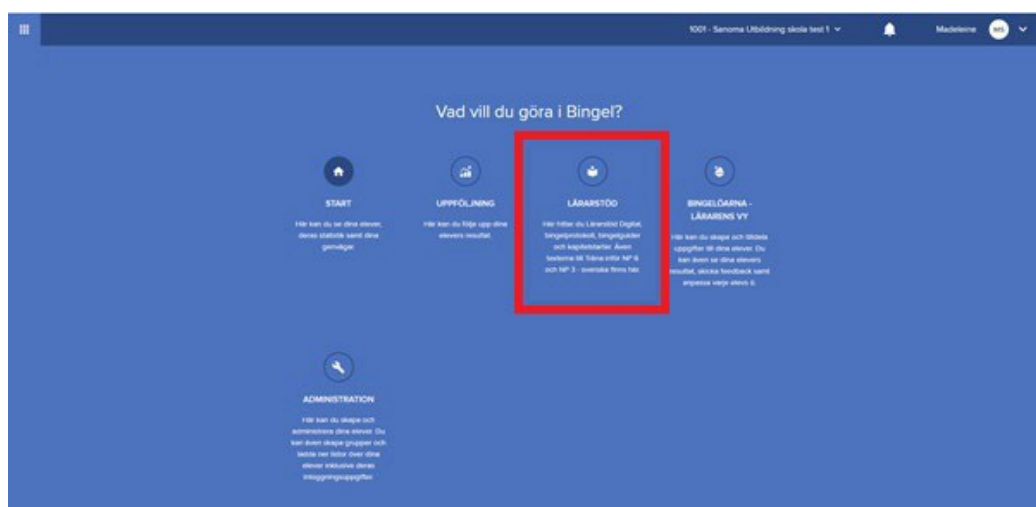 1001 - Sanoma Utbildning skola test 1
Madeleine
MS
Vad vill du göra i Bingel?
START
Här kan du se dina elever,
deras statistik samt dina
genvägar.
UPPFÖLJNING
Här kan du följa upp dina
elevers resultat.
LÄRARSTÖD
Här hittar du Lärarstöd Digital,
bingelprotokoll, bingelguider
och kapitelstarter. Även
texterna till Träna inför NP 6
och NP 3 - svenska finns här.
BINGELÖARNA -
LÄRARENS VY
Här kan du skapa och tilldela
uppgifter till dina elever. Du
kan även se dina elevers
resultat, skicka feedback samt
anpassa varje elevs ö.
ADMINISTRATION
Här kan du skapa och
administrera dina elever. Du
kan även skapa grupper och
ladda ner listor över dina
elever inklusive deras
inloggningsuppgifter.